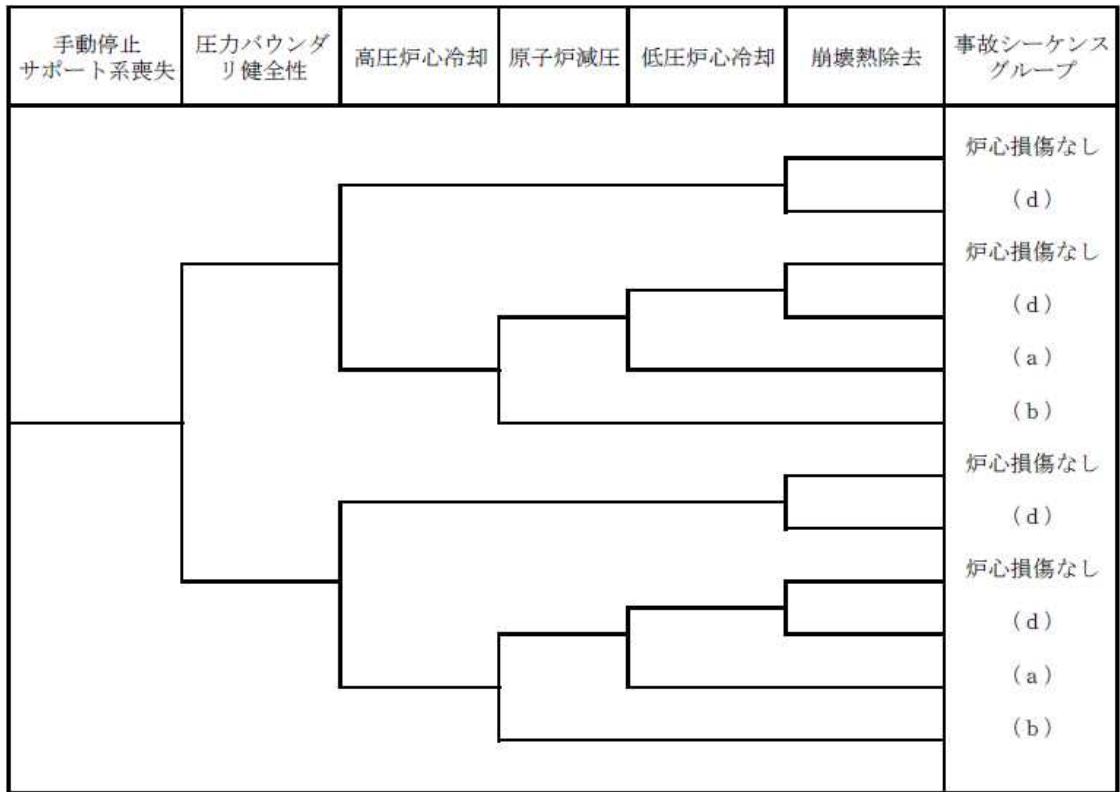 手動停止
サポート系喪失
圧力バウンダ
リ健全性
高圧炉心冷却
原子炉減圧
低圧炉心冷却
崩壊熱除去
事故シーケンス
グループ
炉心損傷なし
(d)
炉心損傷なし
(d)
(a)
(b)
炉心損傷なし
(d)
炉心損傷なし
(d)
(a)
(b)